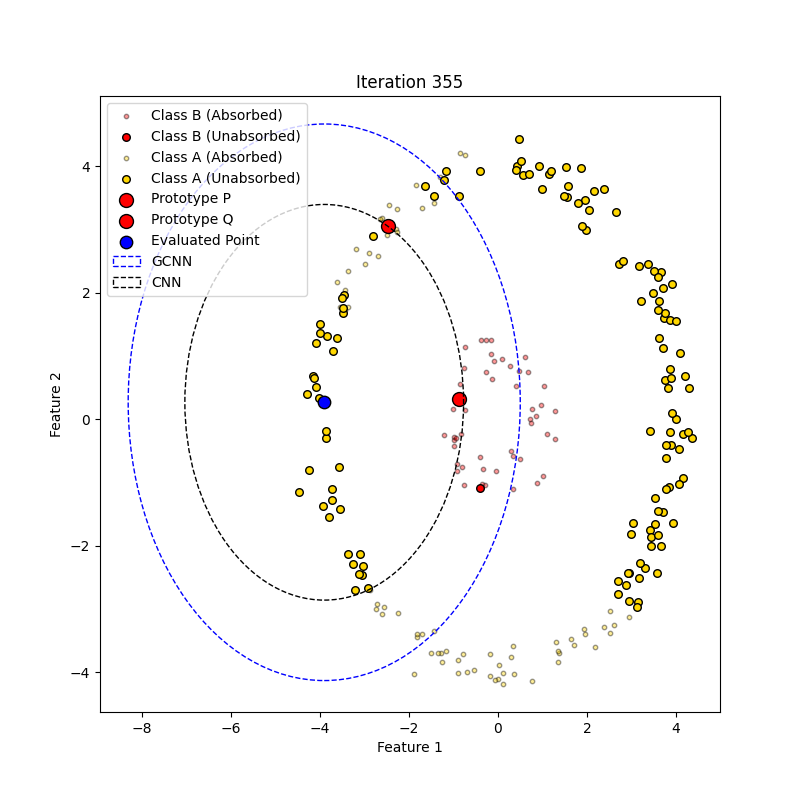 Iteration 355
Class B (Absorbed)
Class B (Unabsorbed)
Class A (Absorbed)
Class A (Unabsorbed)
Prototype P
Prototype Q
Evaluated Point
GCNN
CNN
4
2
0
−2
−4
Feature 2
−8 −6 −4 −2 0 2 4
Feature 1